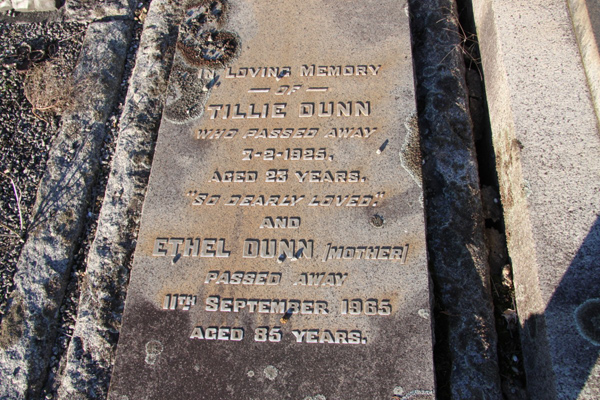 IN LOVING MEMORY
— OF —
TILLIE DUNN
WHO PASSED AWAY
7-2-1925,
AGED 23 YEARS.
"SO DEARLY LOVED".
AND
ETHEL DUNN (MOTHER)
PASSED AWAY
11TH SEPTEMBER 1965
AGED 85 YEARS.